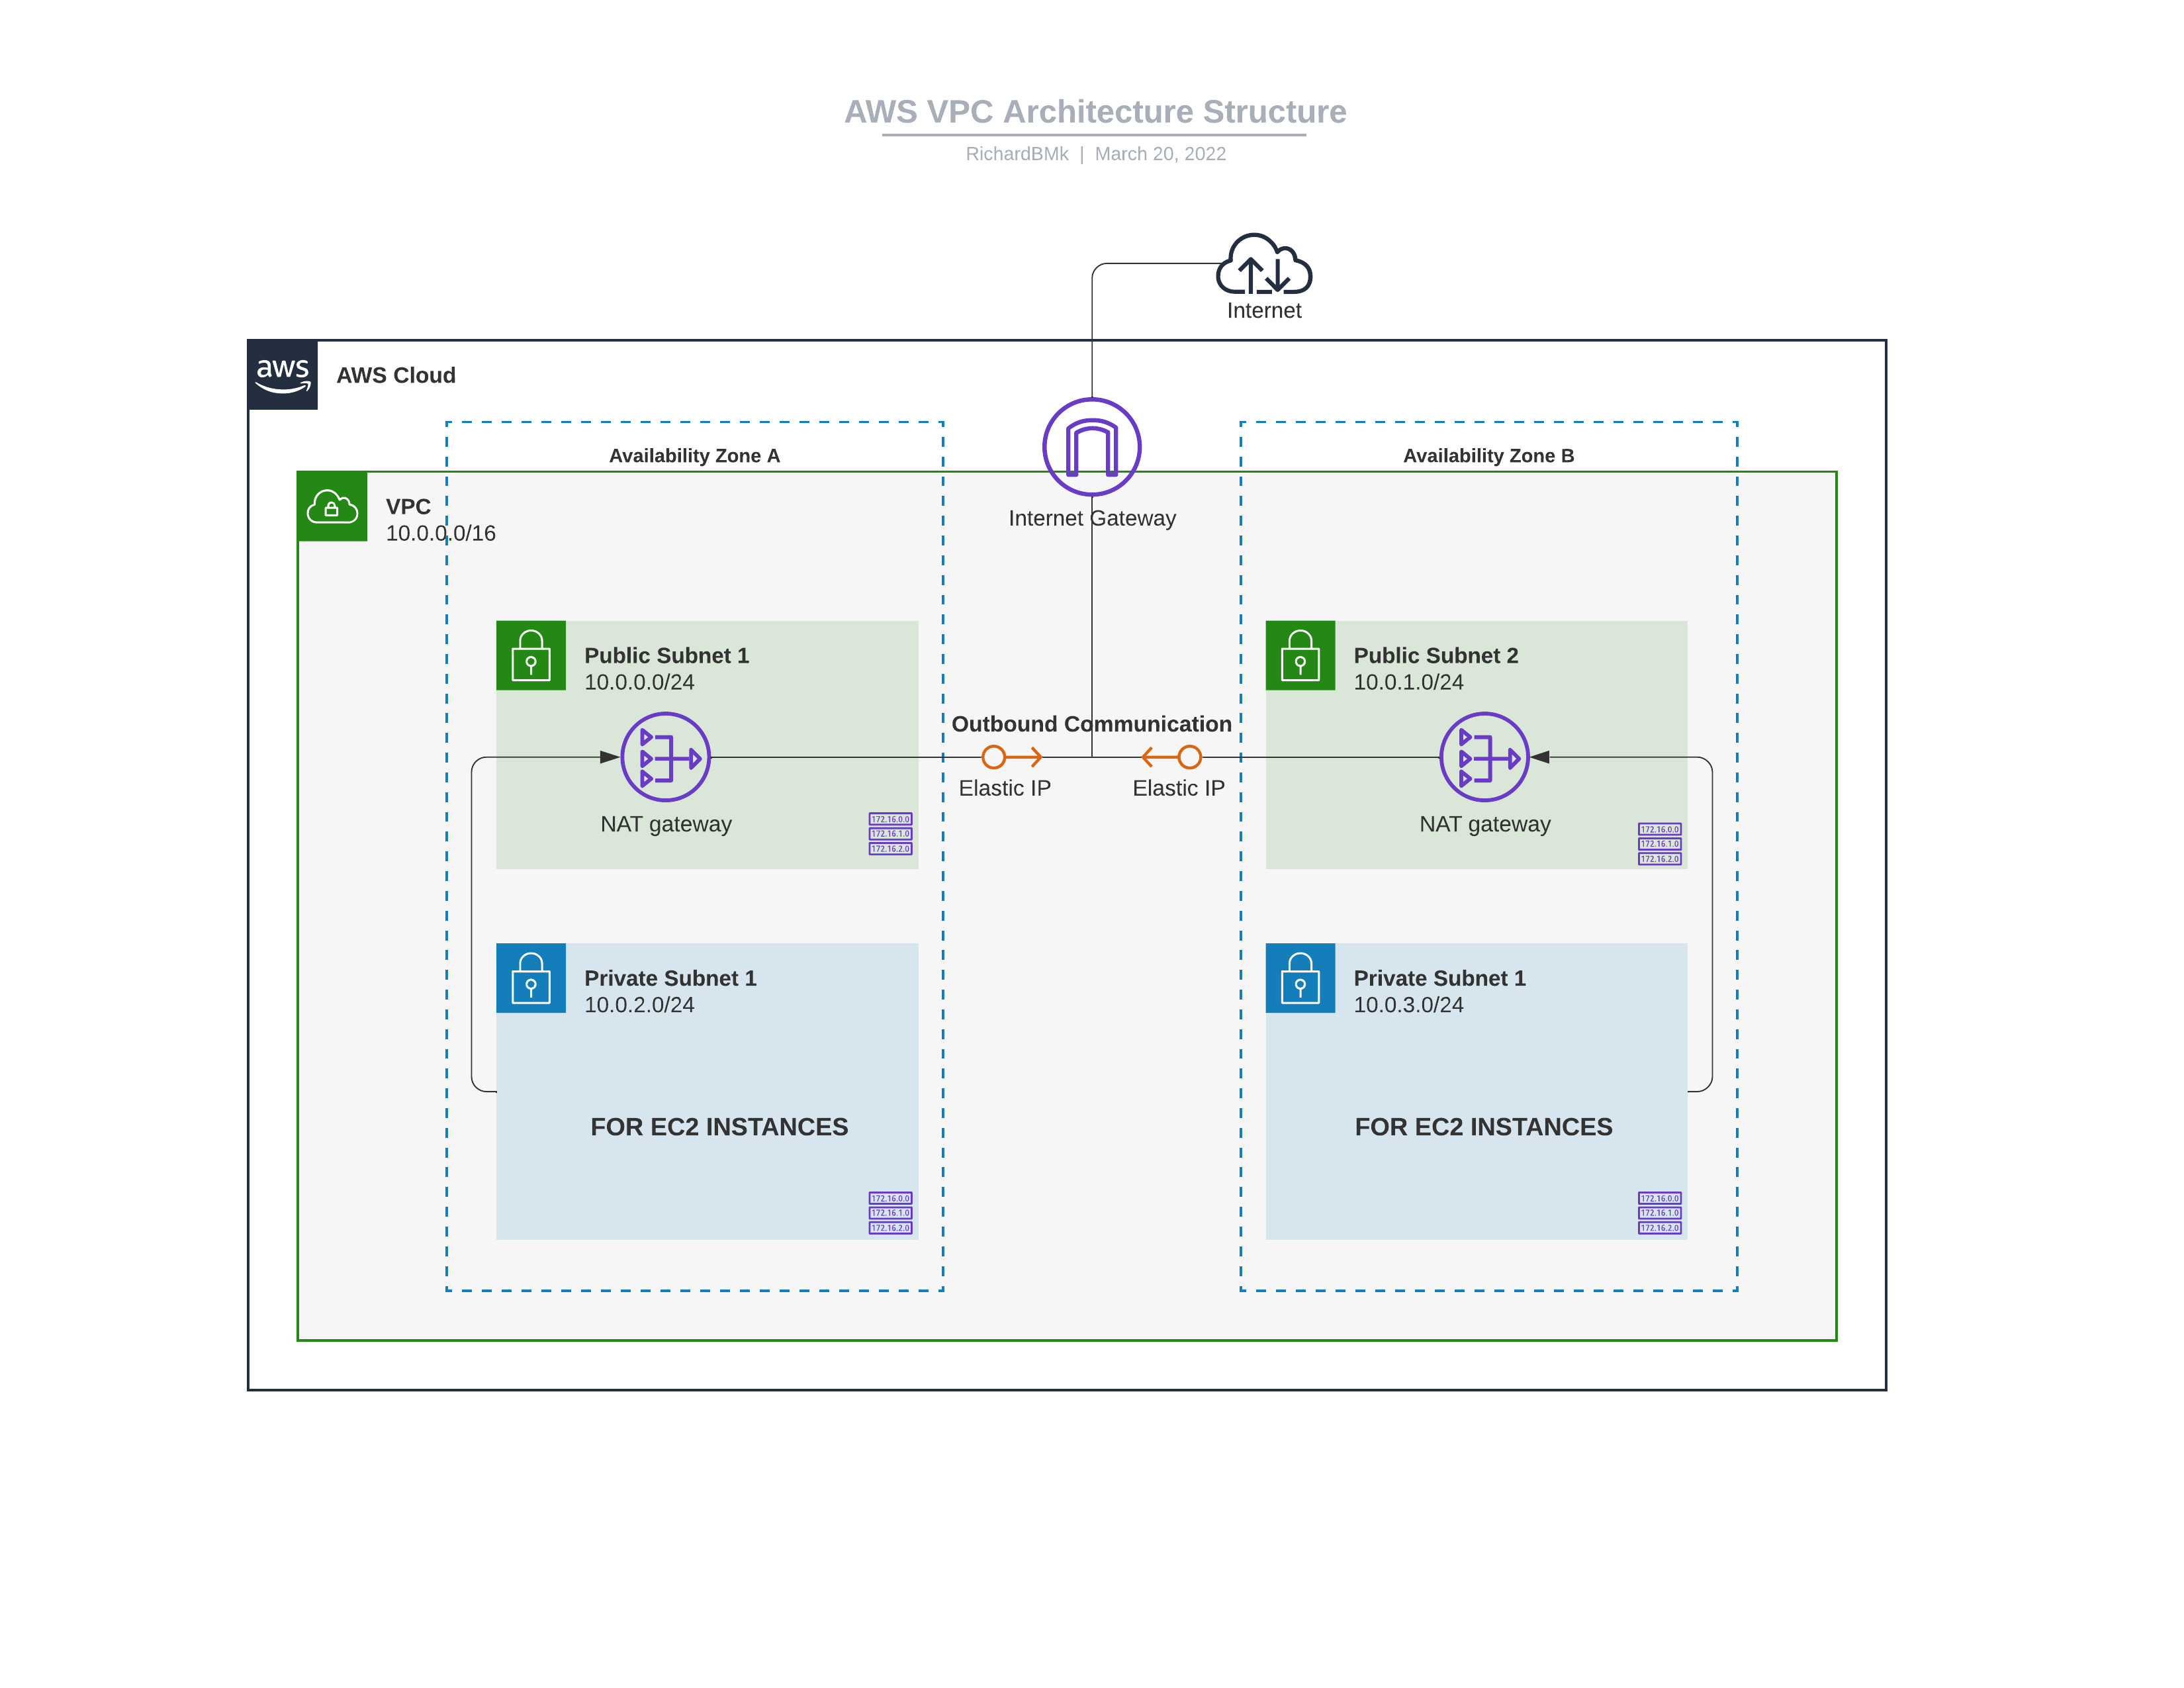 AWS VPC Architecture Structure
RichardBMk | March 20, 2022
Internet
aws
AWS Cloud
Availability Zone A
Availability Zone B
VPC
10.0.0.0/16
Internet Gateway
Public Subnet 1
10.0.0.0/24
Public Subnet 2
10.0.1.0/24
Outbound Communication
Elastic IP
Elastic IP
NAT gateway
NAT gateway
172.16.0.0
172.16.1.0
172.16.2.0
172.16.0.0
172.16.1.0
172.16.2.0
Private Subnet 1
10.0.2.0/24
Private Subnet 1
10.0.3.0/24
FOR EC2 INSTANCES
FOR EC2 INSTANCES
172.16.0.0
172.16.1.0
172.16.2.0
172.16.0.0
172.16.1.0
172.16.2.0